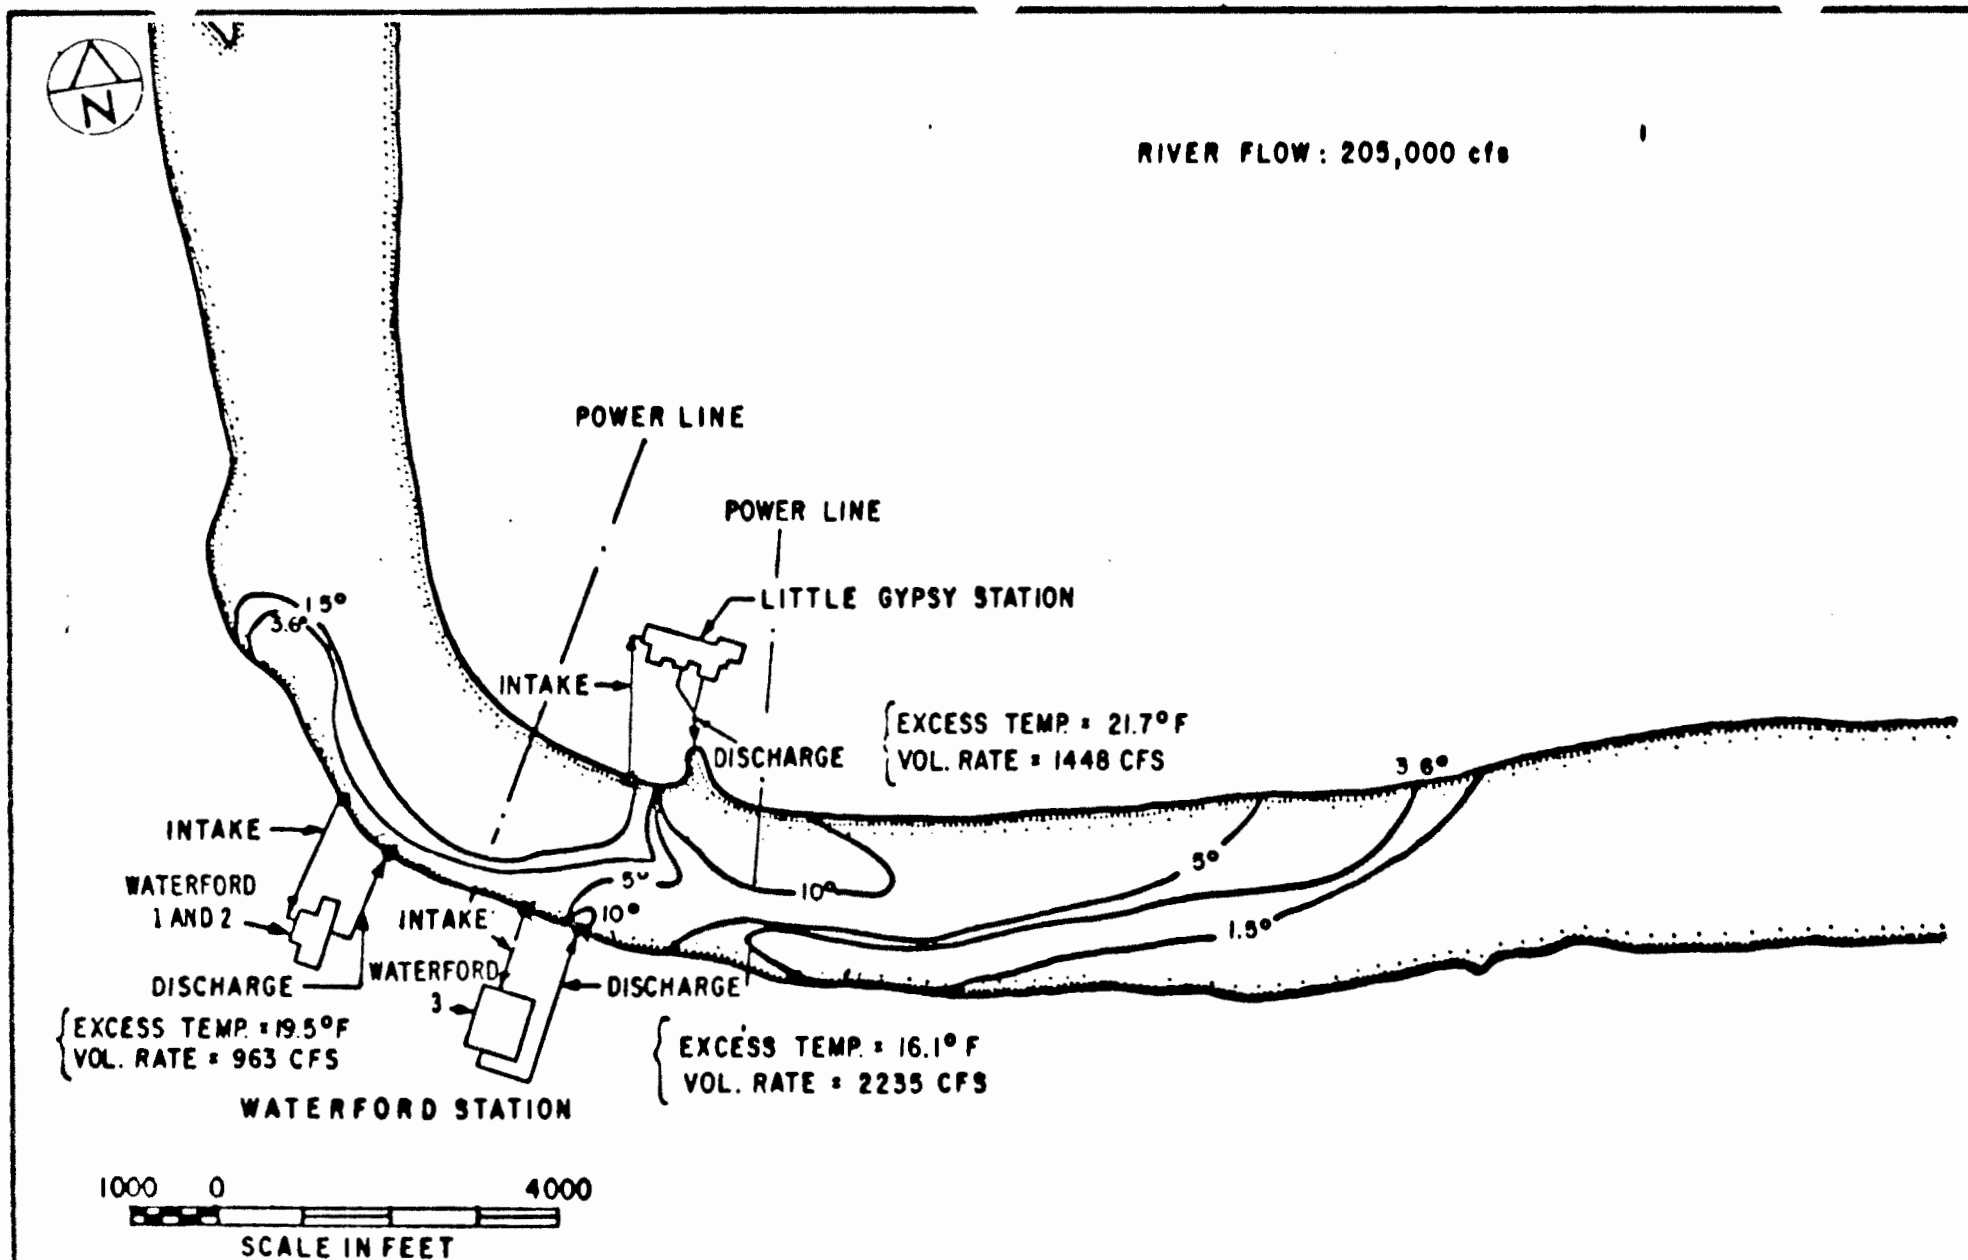 N
RIVER FLOW: 205,000 cfs
POWER LINE
POWER LINE
LITTLE GYPSY STATION
1.5°
3.6°
INTAKE
EXCESS TEMP. = 21.7° F
VOL. RATE = 1448 CFS
DISCHARGE
3.6°
INTAKE
5°
5°
10°
WATERFORD
1 AND 2
INTAKE
10°
1.5°
DISCHARGE
WATERFORD
3
DISCHARGE
EXCESS TEMP. = 19.5°F
VOL. RATE = 963 CFS
EXCESS TEMP. = 16.1° F
VOL. RATE = 2235 CFS
WATERFORD STATION
1000 0 4000
SCALE IN FEET